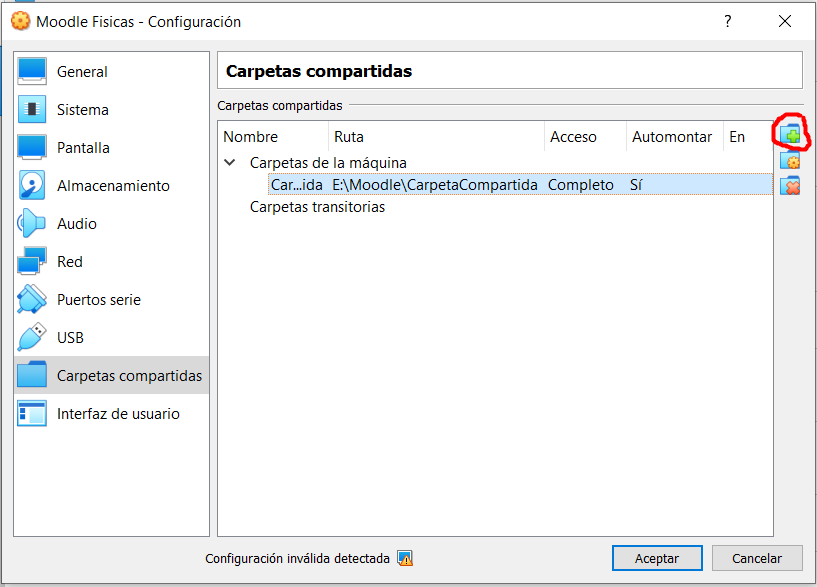 Moodle Fisicas - Configuración
?
General
Sistema
Pantalla
Almacenamiento
Audio
Red
Puertos serie
USB
Carpetas compartidas
Interfaz de usuario
Carpetas compartidas
Carpetas compartidas
Nombre Ruta Acceso Automontar En
Carpetas de la máquina
Car...ida E:\Moodle\CarpetaCompartida Completo Sí
Carpetas transitorias
Configuración inválida detectada
Aceptar Cancelar